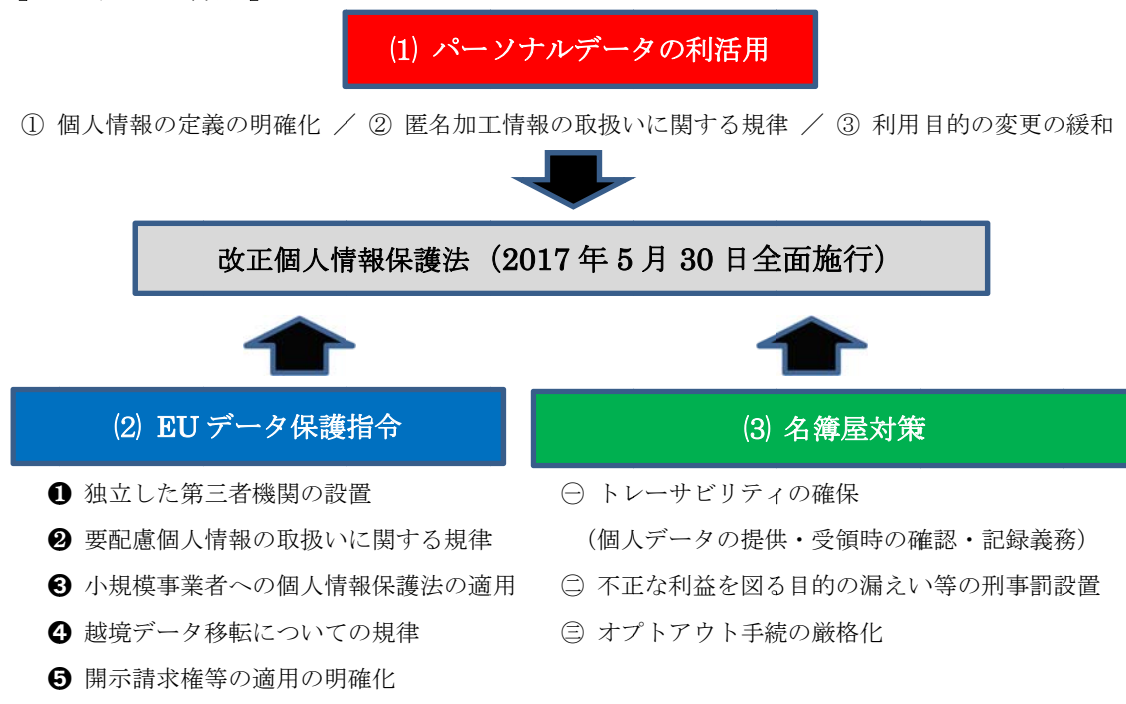 ⑴ パーソナルデータの利活用
① 個人情報の定義の明確化 ／ ② 匿名加工情報の取扱いに関する規律 ／ ③ 利用目的の変更の緩和
改正個人情報保護法（2017 年 5 月 30 日全面施行）
⑵ EU データ保護指令
❶ 独立した第三者機関の設置
❷ 要配慮個人情報の取扱いに関する規律
❸ 小規模事業者への個人情報保護法の適用
❹ 越境データ移転についての規律
❺ 開示請求権等の適用の明確化
⑶ 名簿屋対策
㊀ トレーサビリティの確保
（個人データの提供・受領時の確認・記録義務）
㊁ 不正な利益を図る目的の漏えい等の刑事罰設置
㊂ オプトアウト手続の厳格化